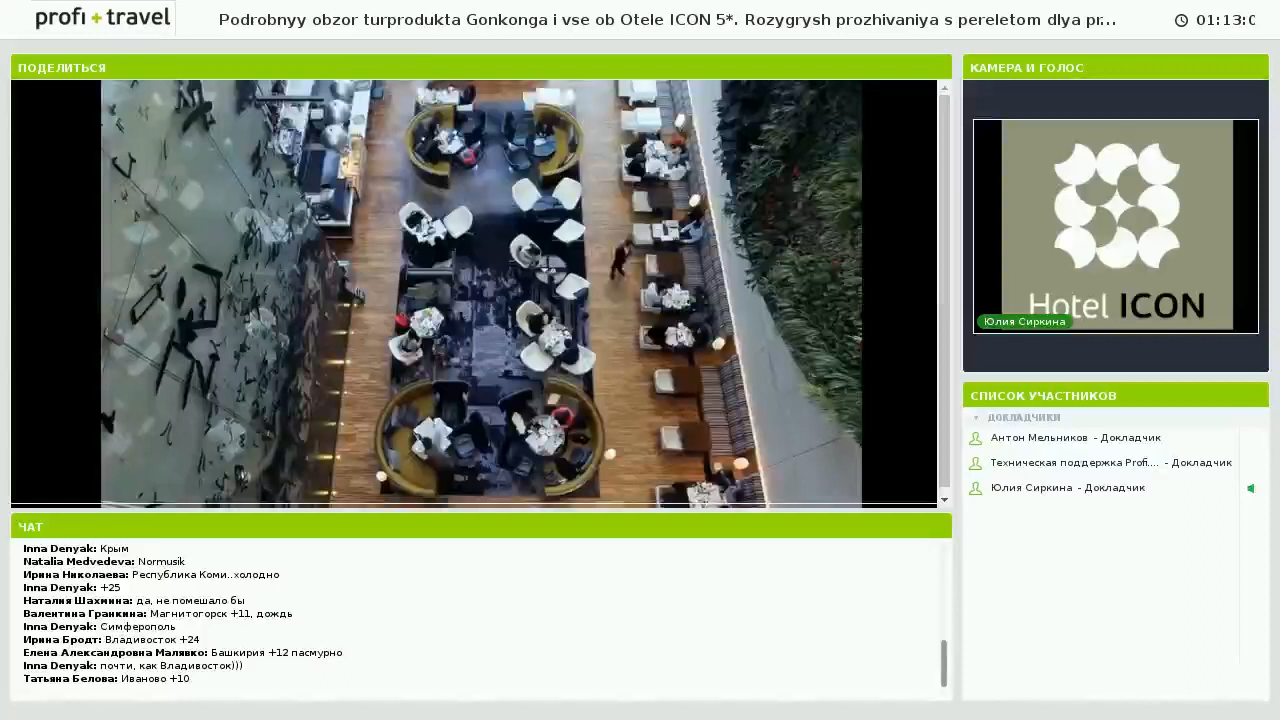 profi + travel
Podrobnyy obzor turprodukta Gonkonga i vse ob Otele ICON 5*. Rozygrysh prozhivaniya s pereletom dlya pr...
01:13:0
ПОДЕЛИТЬСЯ
КАМЕРА И ГОЛОС
Hotel ICON
Юлия Сиркина
СПИСОК УЧАСТНИКОВ
ДОКЛАДЧИКИ
Антон Мельников - Докладчик
Техническая поддержка Profi.... - Докладчик
Юлия Сиркина - Докладчик
ЧАТ
Inna Denyak: Крым
Natalia Medvedeva: Normusik
Ирина Николаева: Республика Коми..холодно
Inna Denyak: +25
Наталия Шахмина: да, не помешало бы
Валентина Гранкина: Магнитогорск +11, дождь
Inna Denyak: Симферополь
Ирина Бродт: Владивосток +24
Елена Александровна Малявко: Башкирия +12 пасмурно
Inna Denyak: почти, как Владивосток)))
Татьяна Белова: Иваново +10